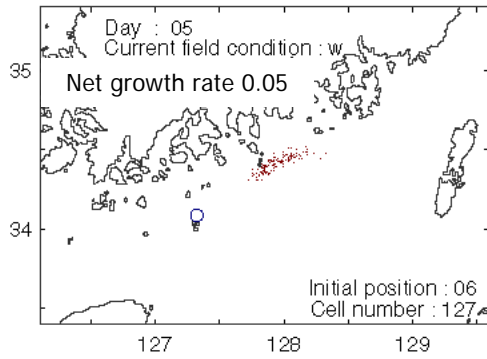 Day : 05
Current field condition : w
Net growth rate 0.05
35
34
Initial position : 06
Cell number : 127
127
128
129